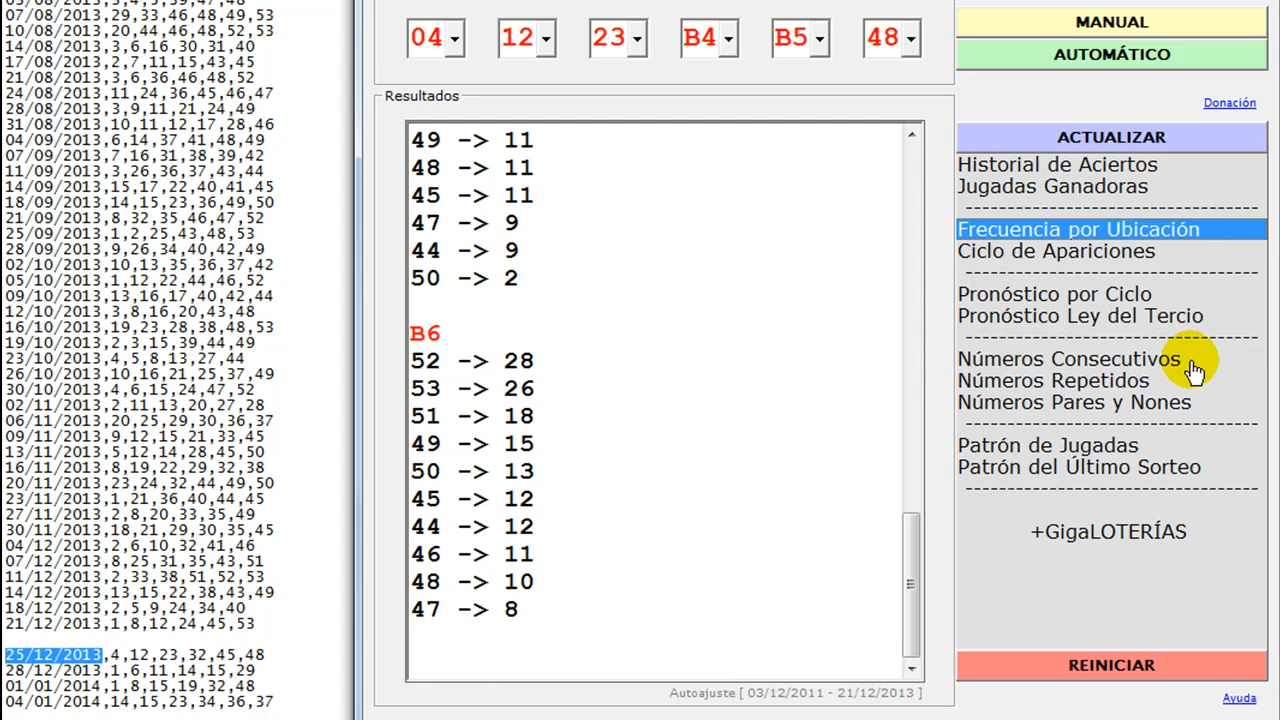 03/08/2013,3,4,5,39,47,48
07/08/2013,29,33,46,48,49,53
10/08/2013,20,44,46,48,52,53
14/08/2013,3,6,16,30,31,40
17/08/2013,2,7,11,15,43,45
21/08/2013,3,6,36,46,48,52
24/08/2013,11,24,36,45,46,47
28/08/2013,3,9,11,21,24,49
31/08/2013,10,11,12,17,28,46
04/09/2013,6,14,37,41,48,49
07/09/2013,7,16,31,38,39,42
11/09/2013,3,26,36,37,43,44
14/09/2013,15,17,22,40,41,45
18/09/2013,14,15,23,36,49,50
21/09/2013,8,32,35,46,47,52
25/09/2013,1,2,25,43,48,53
28/09/2013,9,26,34,40,42,49
02/10/2013,10,13,35,36,37,42
05/10/2013,1,12,22,44,46,52
09/10/2013,13,16,17,40,42,44
12/10/2013,3,8,16,20,43,48
16/10/2013,19,23,28,38,48,53
19/10/2013,2,3,15,39,44,49
23/10/2013,4,5,8,13,27,44
26/10/2013,10,16,21,25,37,49
30/10/2013,4,6,15,24,47,52
02/11/2013,2,11,13,20,27,28
06/11/2013,20,25,29,30,36,37
09/11/2013,9,12,15,21,33,45
13/11/2013,5,12,14,28,45,50
16/11/2013,8,19,22,29,32,38
20/11/2013,23,24,32,44,49,50
23/11/2013,1,21,36,40,44,45
27/11/2013,2,8,20,33,35,49
30/11/2013,18,21,29,30,35,45
04/12/2013,2,6,10,32,41,46
07/12/2013,8,25,31,35,43,51
11/12/2013,2,33,38,51,52,53
14/12/2013,13,15,22,38,43,49
18/12/2013,2,5,9,24,34,40
21/12/2013,1,8,12,24,45,53
25/12/2013,4,12,23,32,45,48
28/12/2013,1,6,11,14,15,29
01/01/2014,1,8,15,19,32,48
04/01/2014,14,15,23,34,36,37
04 12 23 B4 B5 48
Resultados
49 -> 11
48 -> 11
45 -> 11
47 -> 9
44 -> 9
50 -> 2
B6
52 -> 28
53 -> 26
51 -> 18
49 -> 15
50 -> 13
45 -> 12
44 -> 12
46 -> 11
48 -> 10
47 -> 8
Autoajuste [ 03/12/2011 - 21/12/2013 ]
MANUAL
AUTOMÁTICO
Donación
ACTUALIZAR
Historial de Aciertos
Jugadas Ganadoras
----------------------------
Frecuencia por Ubicación
Ciclo de Apariciones
----------------------------
Pronóstico por Ciclo
Pronóstico Ley del Tercio
----------------------------
Números Consecutivos
Números Repetidos
Números Pares y Nones
----------------------------
Patrón de Jugadas
Patrón del Último Sorteo
----------------------------
+GigaLOTERÍAS
REINICIAR
Ayuda